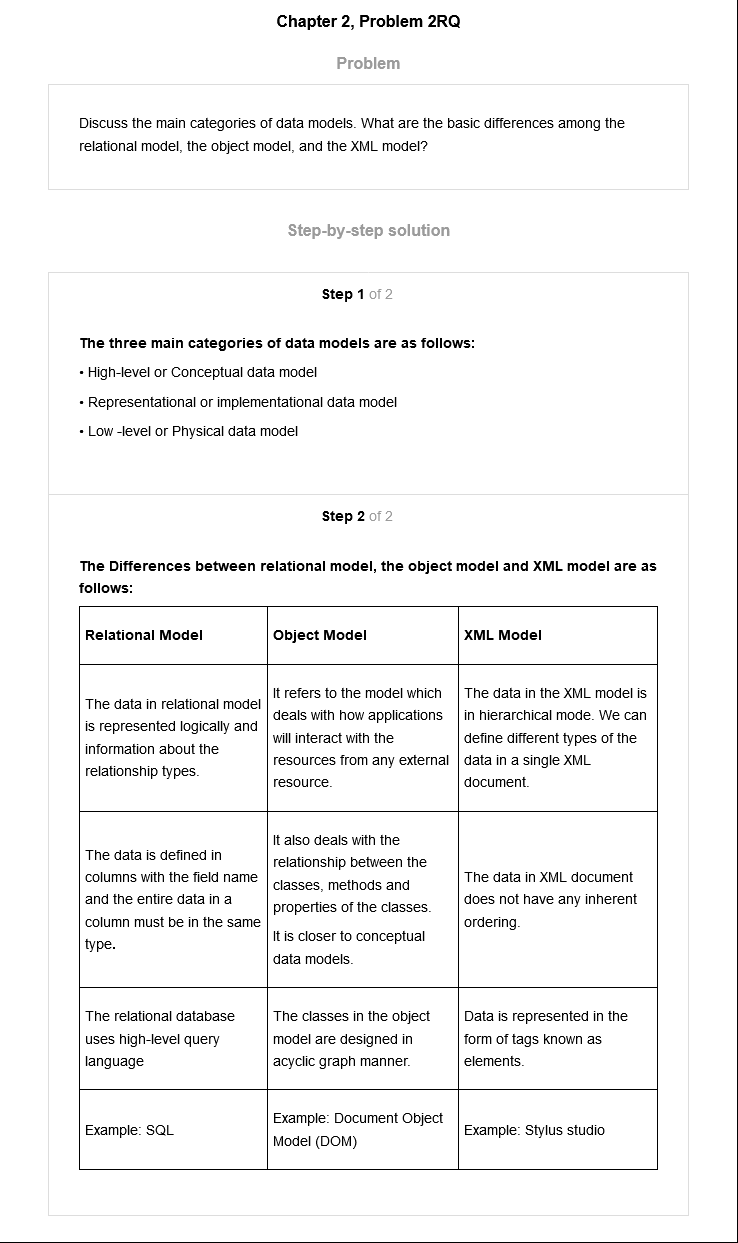 Chapter 2, Problem 2RQ
Problem
Discuss the main categories of data models. What are the basic differences among the
relational model, the object model, and the XML model?
Step-by-step solution
Step 1 of 2
The three main categories of data models are as follows:
• High-level or Conceptual data model
• Representational or implementational data model
• Low -level or Physical data model
Step 2 of 2
The Differences between relational model, the object model and XML model are as
follows:
Relational Model
Object Model
XML Model
The data in relational model
is represented logically and
information about the
relationship types.
It refers to the model which
deals with how applications
will interact with the
resources from any external
resource.
The data in the XML model is
in hierarchical mode. We can
define different types of the
data in a single XML
document.
The data is defined in
columns with the field name
and the entire data in a
column must be in the same
type.
It also deals with the
relationship between the
classes, methods and
properties of the classes.
It is closer to conceptual
data models.
The data in XML document
does not have any inherent
ordering.
The relational database
uses high-level query
language
The classes in the object
model are designed in
acyclic graph manner.
Data is represented in the
form of tags known as
elements.
Example: SQL
Example: Document Object
Model (DOM)
Example: Stylus studio